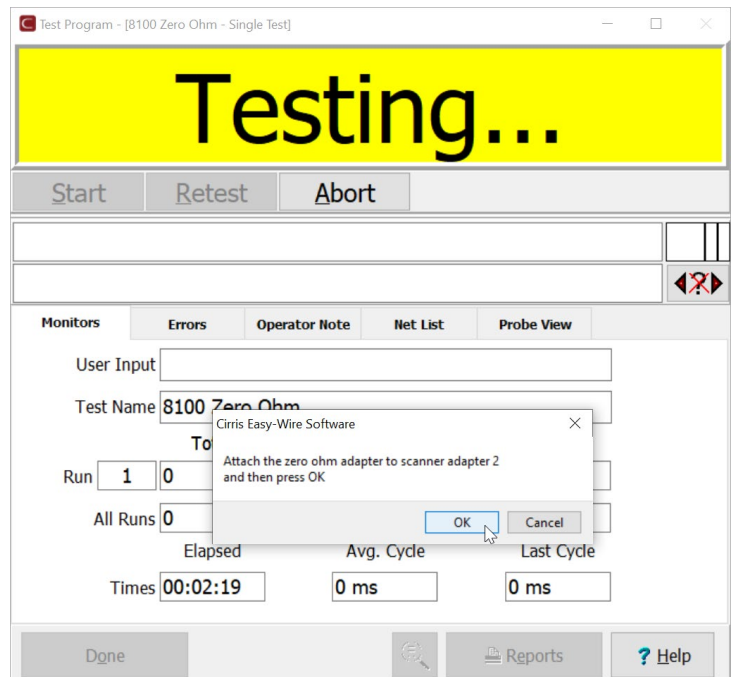 Test Program - [8100 Zero Ohm - Single Test]
Testing...
Start Retest Abort
?
Monitors Errors Operator Note Net List Probe View
User Input
Test Name 8100 Zero Ohm
Cirris Easy-Wire Software
Attach the zero ohm adapter to scanner adapter 2
and then press OK
OK Cancel
Run 1 0
All Runs 0
Elapsed Avg. Cycle Last Cycle
Times 00:02:19 0 ms 0 ms
Done Reports ? Help